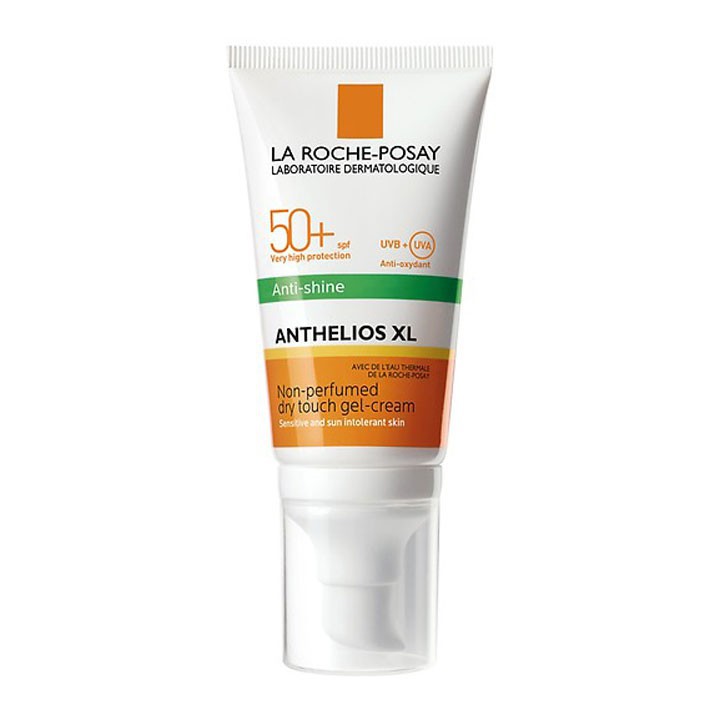 LA ROCHE-POSAY
LABORATOIRE DERMATOLOGIQUE
50+ spf
Very high protection
UVB + UVA
Anti-oxydant
Anti-shine
ANTHELIOS XL
AVEC DE L'EAU THERMALE
DE LA ROCHE-POSAY
Non-perfumed
dry touch gel-cream
Sensitive and sun intolerant skin